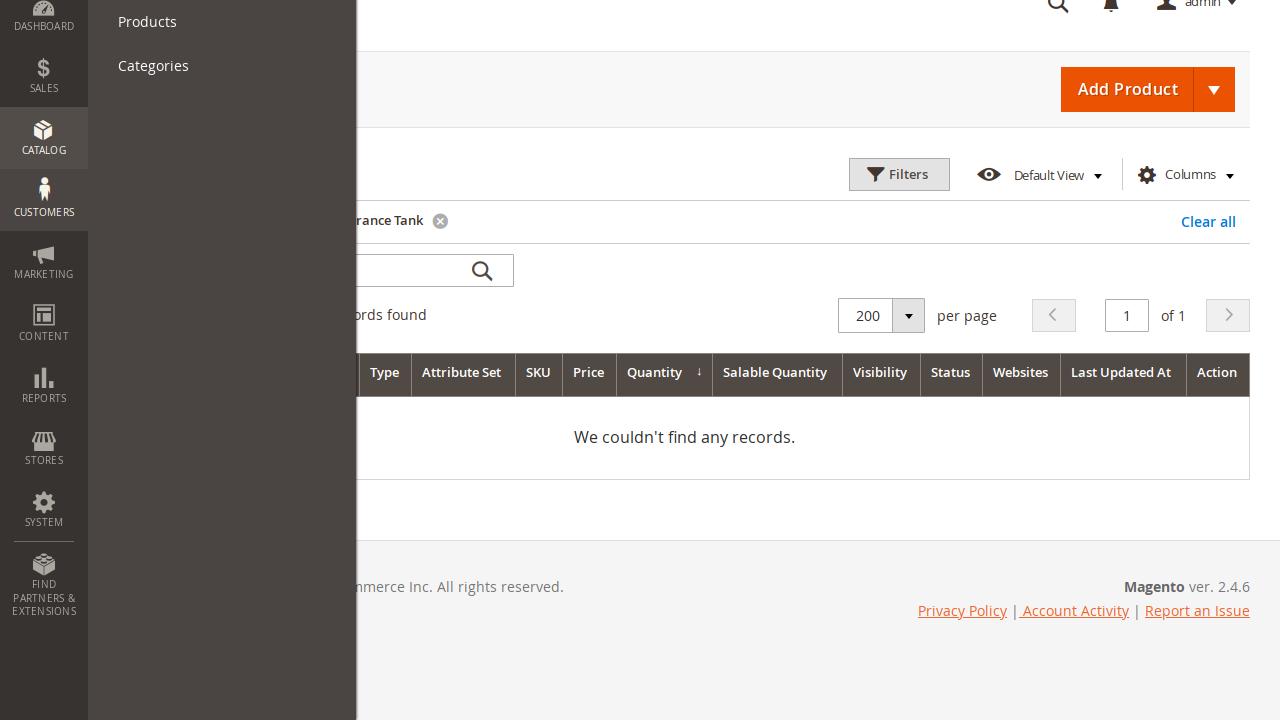 DASHBOARD
SALES
CATALOG
CUSTOMERS
MARKETING
CONTENT
REPORTS
STORES
SYSTEM
FIND
PARTNERS &
EXTENSIONS
Products
Categories
admin
Add Product
Filters
Default View
Columns
rance Tank
Clear all
ords found
200
per page
1
of 1
Type
Attribute Set
SKU
Price
Quantity ↓
Salable Quantity
Visibility
Status
Websites
Last Updated At
Action
We couldn't find any records.
mmerce Inc. All rights reserved.
Magento ver. 2.4.6
Privacy Policy | Account Activity | Report an Issue